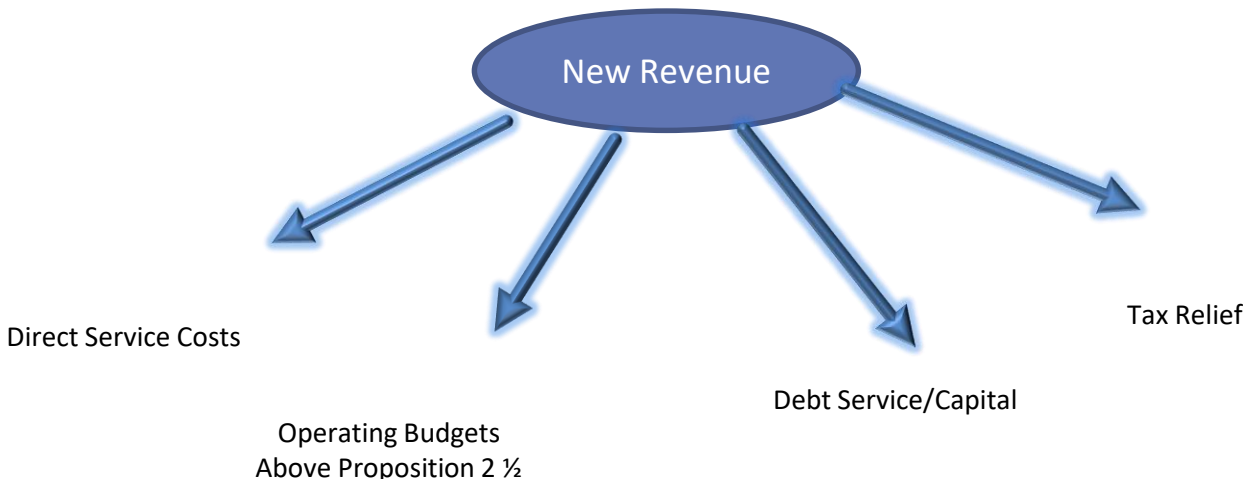 New Revenue
Direct Service Costs
Operating Budgets
Above Proposition 2 ½
Debt Service/Capital
Tax Relief